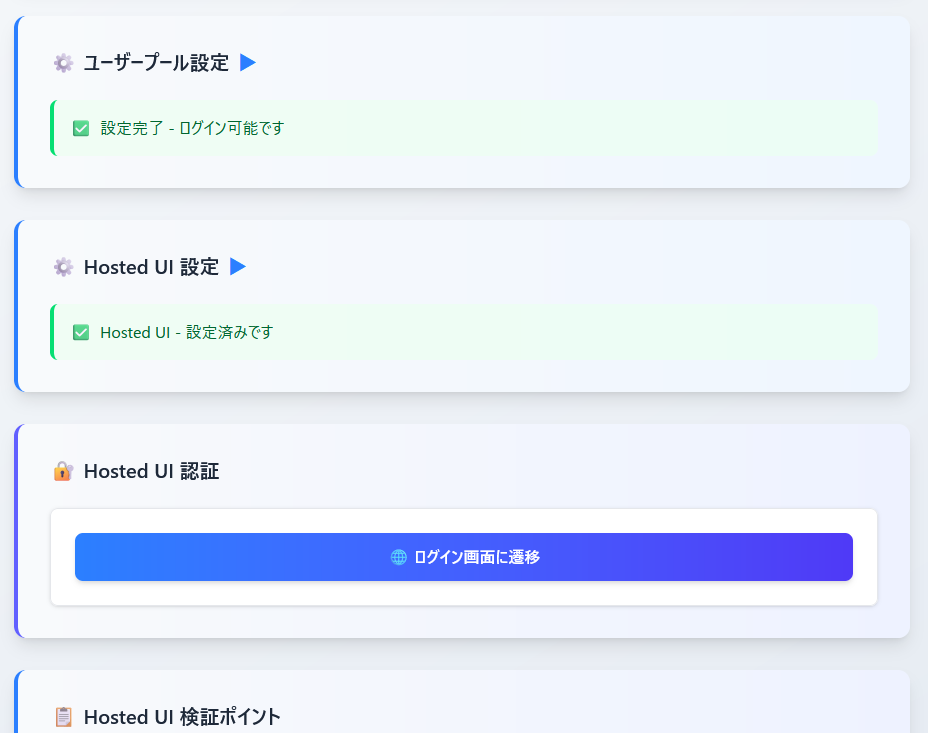 ユーザープール設定
設定完了 - ログイン可能です
Hosted UI 設定
Hosted UI - 設定済みです
Hosted UI 認証
ログイン画面に遷移
Hosted UI 検証ポイント